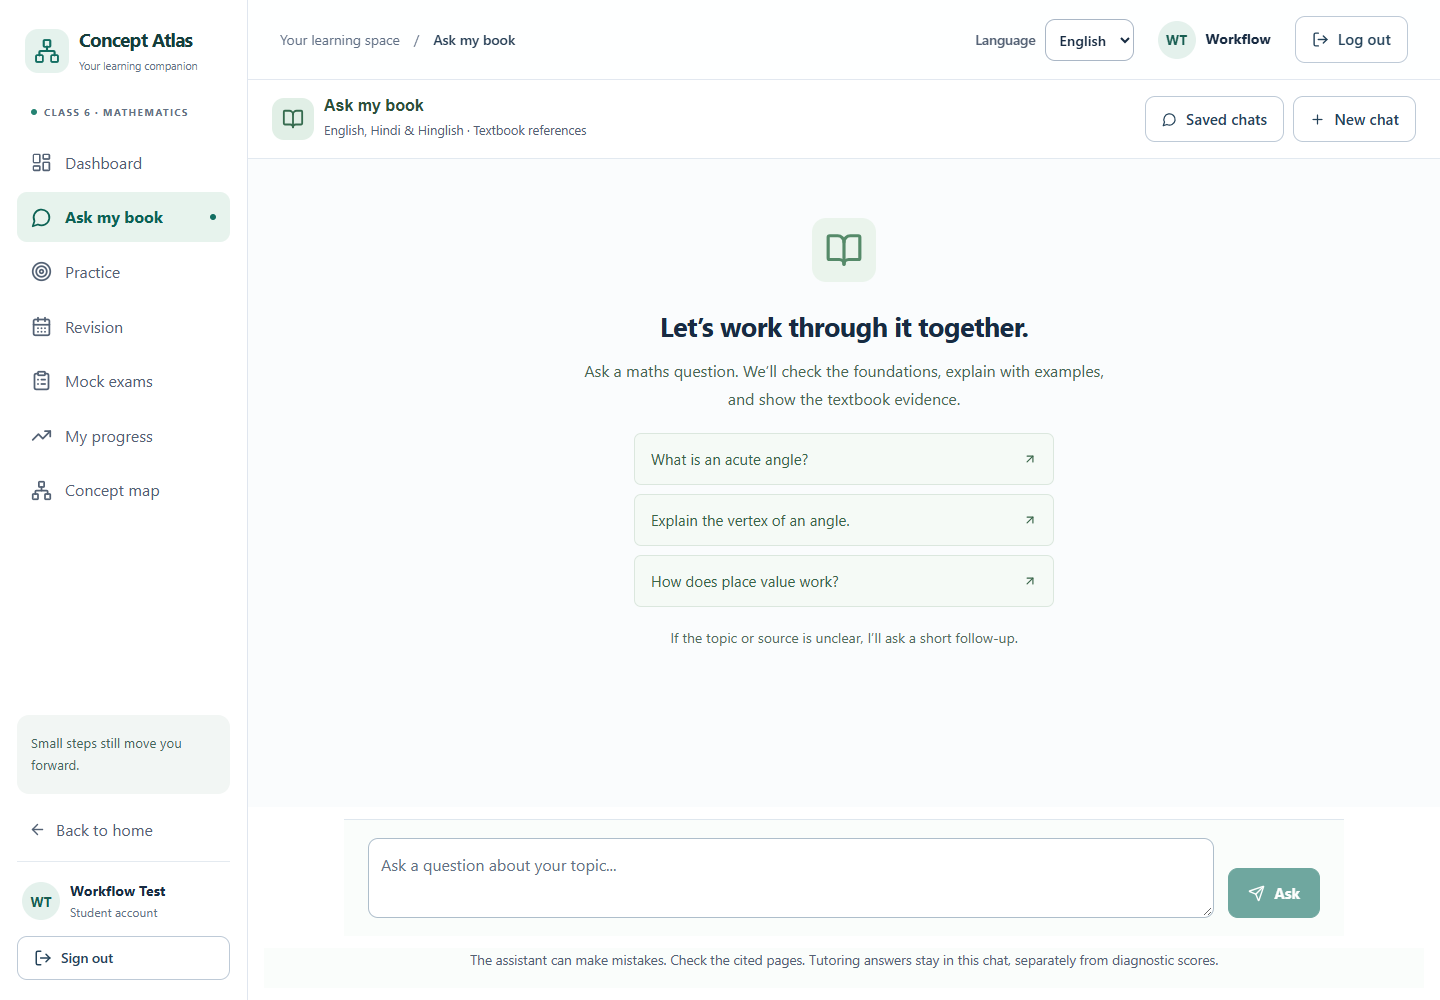 Concept Atlas
Your learning companion
CLASS 6 · MATHEMATICS
Dashboard
Ask my book
Practice
Revision
Mock exams
My progress
Concept map
Small steps still move you
forward.
Back to home
WT
Workflow Test
Student account
Sign out
Your learning space / Ask my book
Language
English
WT
Workflow
Log out
Ask my book
English, Hindi & Hinglish · Textbook references
Saved chats
New chat
Let’s work through it together.
Ask a maths question. We’ll check the foundations, explain with examples,
and show the textbook evidence.
What is an acute angle?
Explain the vertex of an angle.
How does place value work?
If the topic or source is unclear, I’ll ask a short follow-up.
Ask a question about your topic...
Ask
The assistant can make mistakes. Check the cited pages. Tutoring answers stay in this chat, separately from diagnostic scores.